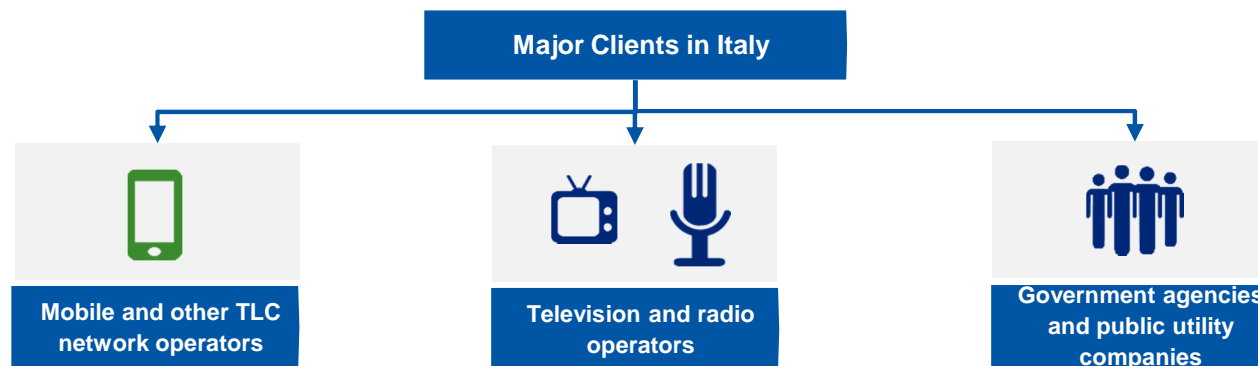 Major Clients in Italy
Mobile and other TLC
network operators
Television and radio
operators
Government agencies
and public utility
companies